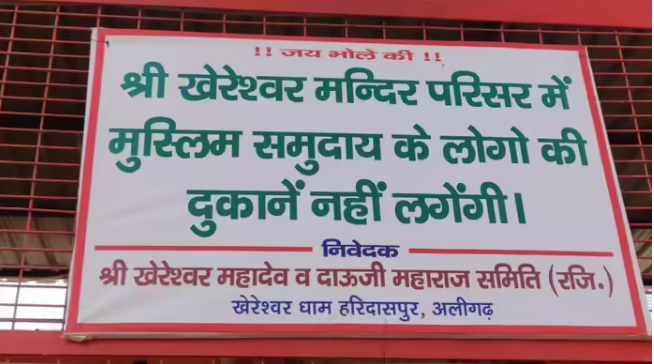 !! जय भोले की !!
श्री खेरेश्वर मन्दिर परिसर में
मुस्लिम समुदाय के लोगो की
दुकानें नहीं लगेंगी।
निवेदक
श्री खेरेश्वर महादेव व दाऊजी महाराज समिति (रजि.)
खेरेश्वर धाम हरिदासपुर, अलीगढ़